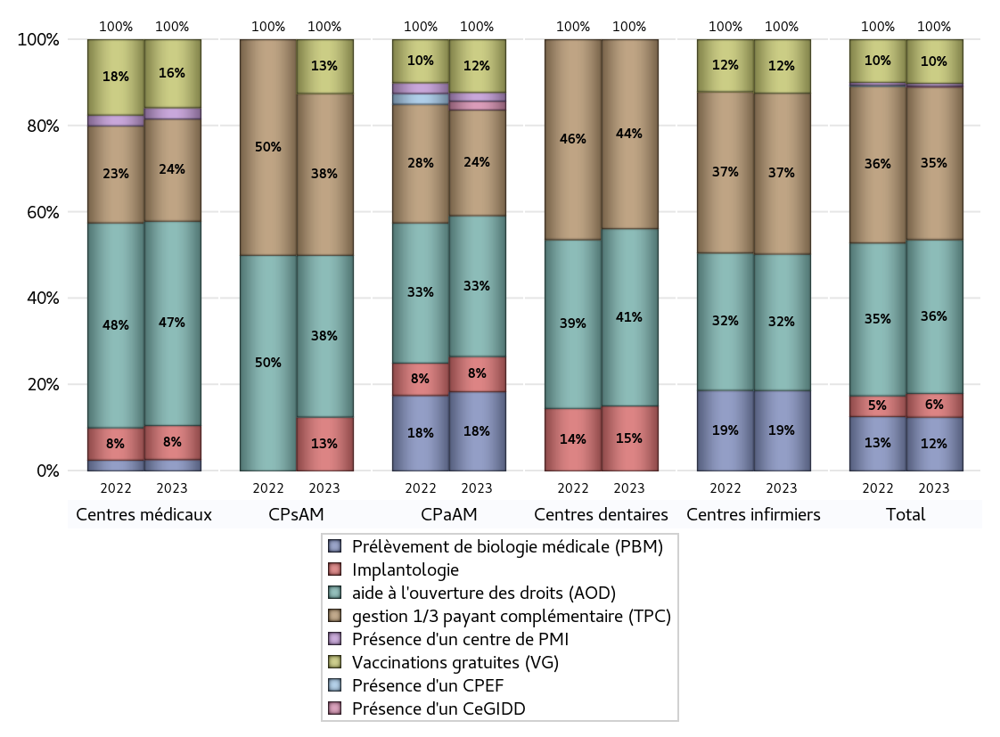 100% 100% 100% 100% 100% 100% 100% 100% 100% 100% 100% 100%
100%
18% 16% 13% 10% 12% 12% 12% 10% 10%
80%
23% 24% 50% 38% 28% 24% 46% 44% 37% 37% 36% 35%
60%
48% 47% 50% 38% 33% 33% 39% 41% 32% 32% 35% 36%
40%
20%
8% 8% 13% 8% 8% 14% 15% 5% 6%
18% 18% 19% 19% 13% 12%
0%
2022 2023 2022 2023 2022 2023 2022 2023 2022 2023 2022 2023
Centres médicaux CPsAM CPaAM Centres dentaires Centres infirmiers Total
Prélèvement de biologie médicale (PBM)
Implantologie
aide à l'ouverture des droits (AOD)
gestion 1/3 payant complémentaire (TPC)
Présence d'un centre de PMI
Vaccinations gratuites (VG)
Présence d'un CPEF
Présence d'un CeGIDD